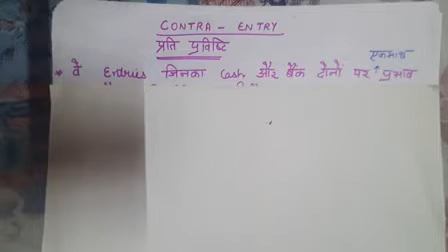 CONTRA - ENTRY
प्रति प्रविष्टि
एकसाथ
* वे Entries जिनका Cash और बैंक दोनों पर ↑ प्रभाव